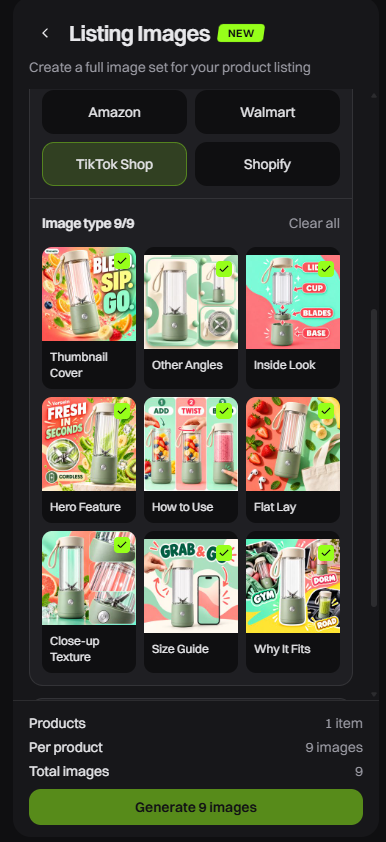 Listing Images NEW
Create a full image set for your product listing
Amazon
Walmart
TikTok Shop
Shopify
Image type 9/9
Clear all
SIP.
GO.
Thumbnail
Cover
Other Angles
CUP
BLADES
BASE
Inside Look
FRESH
IN
SECONDS
CORDLESS
Hero Feature
1
2
ADD
TWIST
How to Use
Flat Lay
Close-up
Texture
GRAB &
Size Guide
GYM
DORM
ROAD
Why It Fits
Products
1 item
Per product
9 images
Total images
9
Generate 9 images